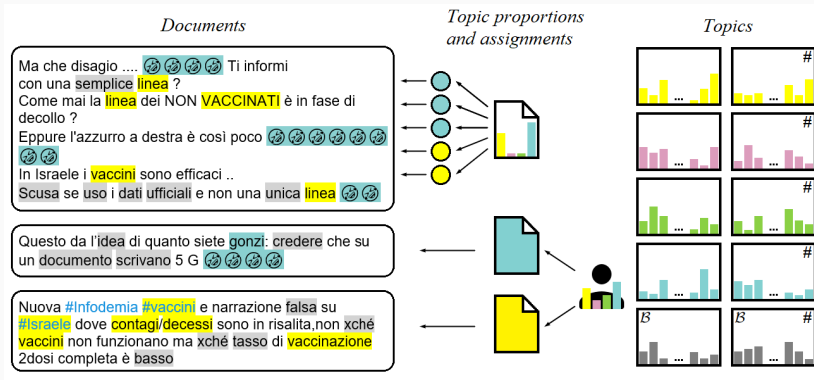 Documents
Topic proportions
and assignments
Topics
Ma che disagio .... 🤣🤣🤣🤣 Ti informi
con una semplice linea ?
Come mai la linea dei NON VACCINATI è in fase di
decollo ?
Eppure l'azzurro a destra è così poco 🤣🤣🤣🤣🤣🤣
🤣🤣
In Israele i vaccini sono efficaci ..
Scusa se uso i dati ufficiali e non una unica linea 🤣🤣
Questo da l'idea di quanto siete gonzi: credere che su
un documento scrivano 5 G 🤣🤣🤣🤣
Nuova #Infodemia #vaccini e narrazione falsa su
#Israele dove contagi/decessi sono in risalita,non xché
vaccini non funzionano ma xché tasso di vaccinazione
2dosi completa è basso
... ... #
... ... #
... ... #
... ... #
B ... B ... #